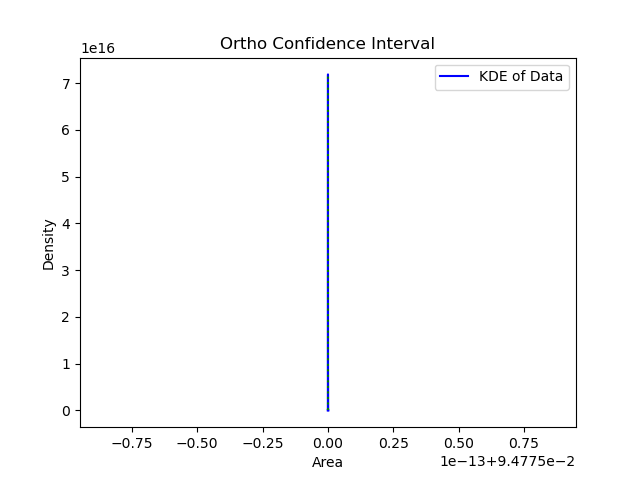 Ortho Confidence Interval
1e16
KDE of Data
7
6
5
4
3
2
1
0
Density
−0.75 −0.50 −0.25 0.00 0.25 0.50 0.75
Area
1e−13+9.4775e−2